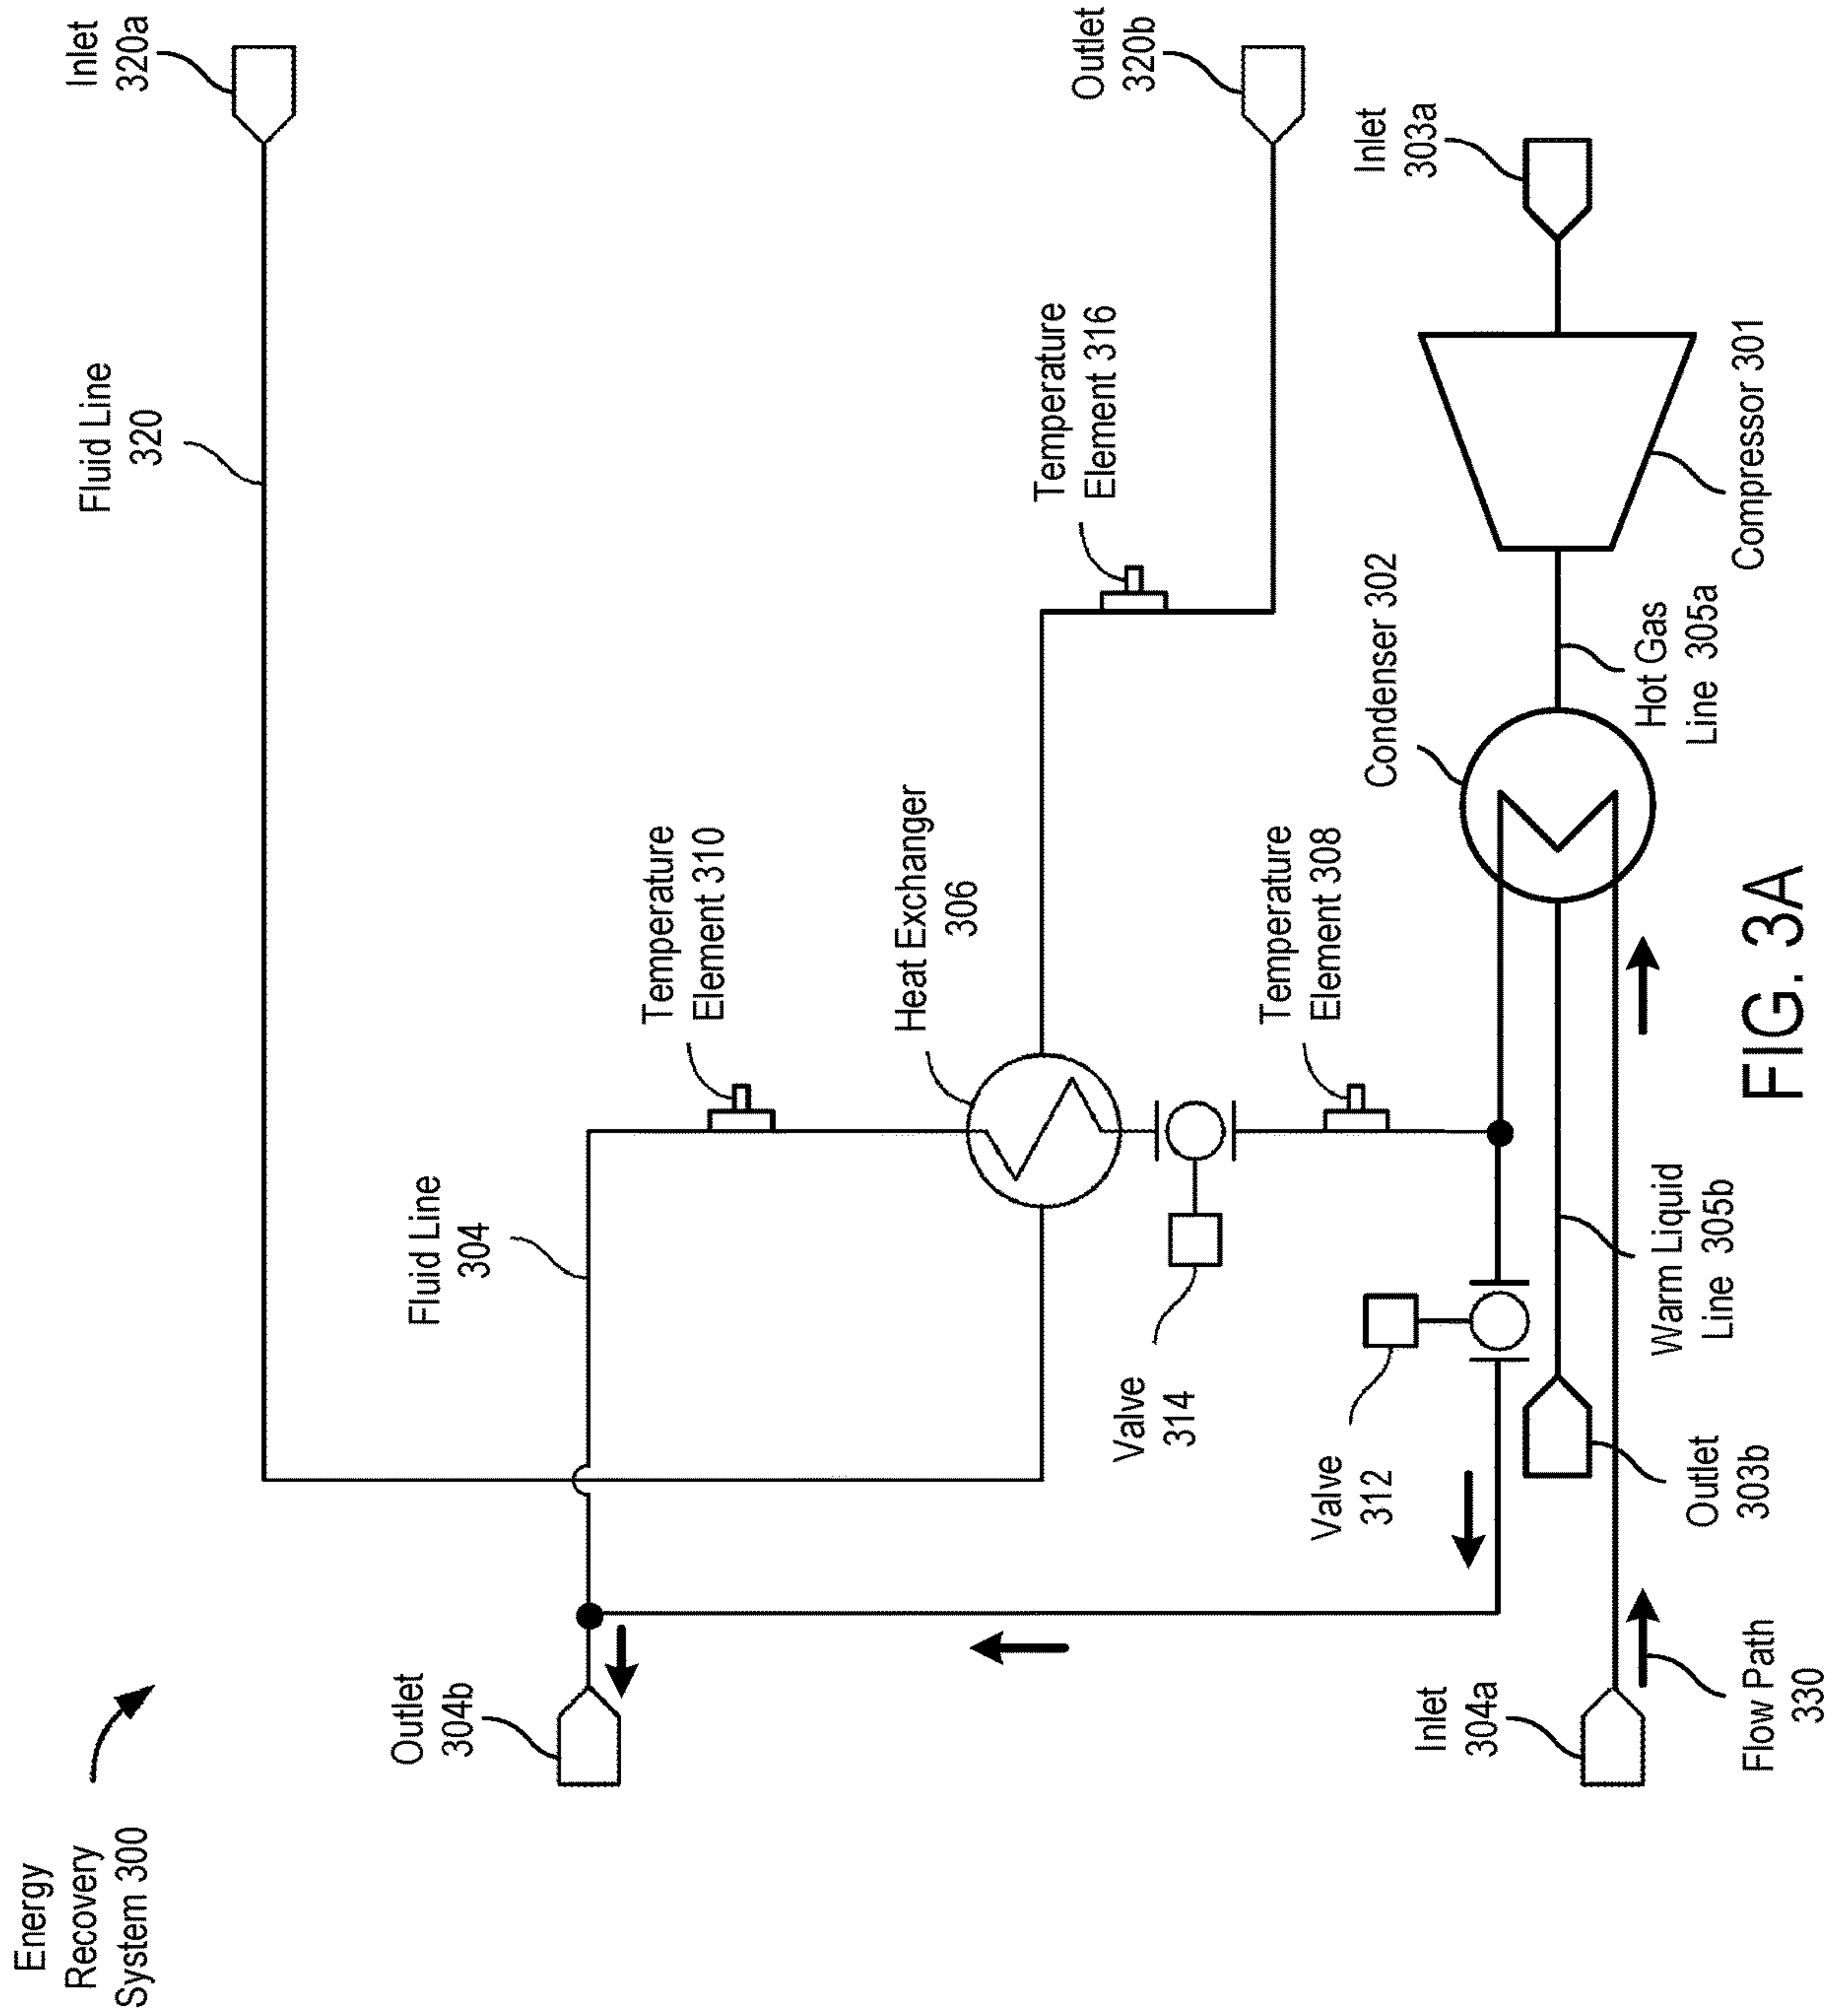 Energy
Recovery
System 300
Fluid Line
320
Inlet
320a
Outlet
304b
Fluid Line
304
Temperature
Element 310
Heat Exchanger
306
Temperature
Element 316
Outlet
320b
Valve
314
Valve
312
Temperature
Element 308
Condenser 302
Inlet
303a
Inlet
304a
Outlet
303b
Warm Liquid
Line 305b
Hot Gas
Line 305a
Compressor 301
Flow Path
330
FIG. 3A